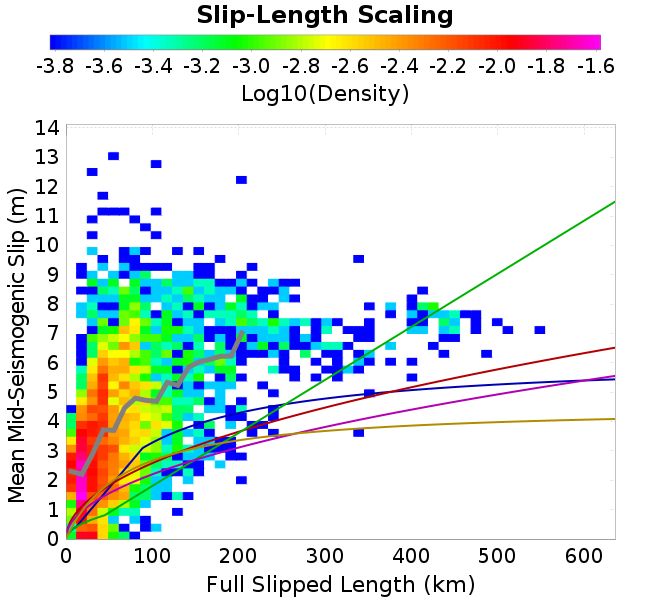 Slip-Length Scaling
-3.8 -3.6 -3.4 -3.2 -3.0 -2.8 -2.6 -2.4 -2.2 -2.0 -1.8 -1.6
Log10(Density)
Mean Mid-Seismogenic Slip (m)
14
13
12
11
10
9
8
7
6
5
4
3
2
1
0
0 100 200 300 400 500 600
Full Slipped Length (km)